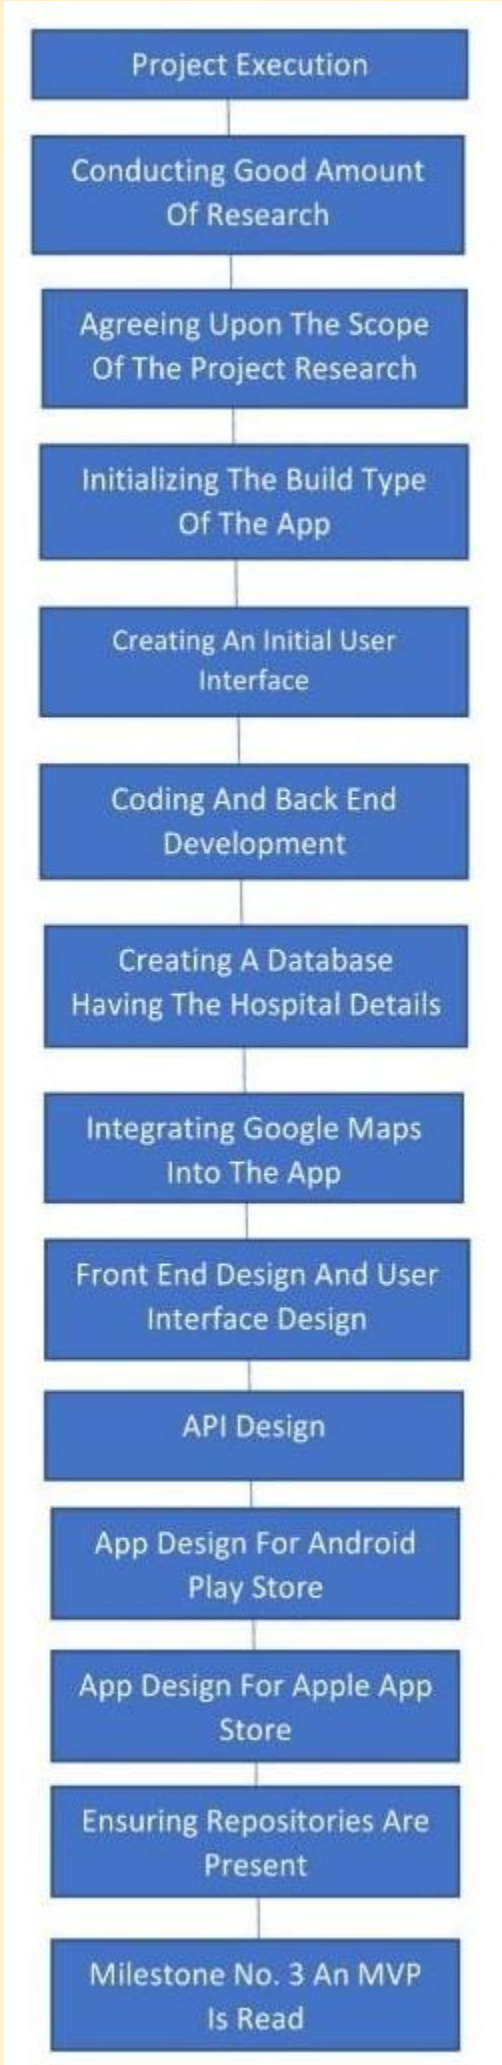 Project Execution
Conducting Good Amount
Of Research
Agreeing Upon The Scope
Of The Project Research
Initializing The Build Type
Of The App
Creating An Initial User
Interface
Coding And Back End
Development
Creating A Database
Having The Hospital Details
Integrating Google Maps
Into The App
Front End Design And User
Interface Design
API Design
App Design For Android
Play Store
App Design For Apple App
Store
Ensuring Repositories Are
Present
Milestone No. 3 An MVP
Is Read